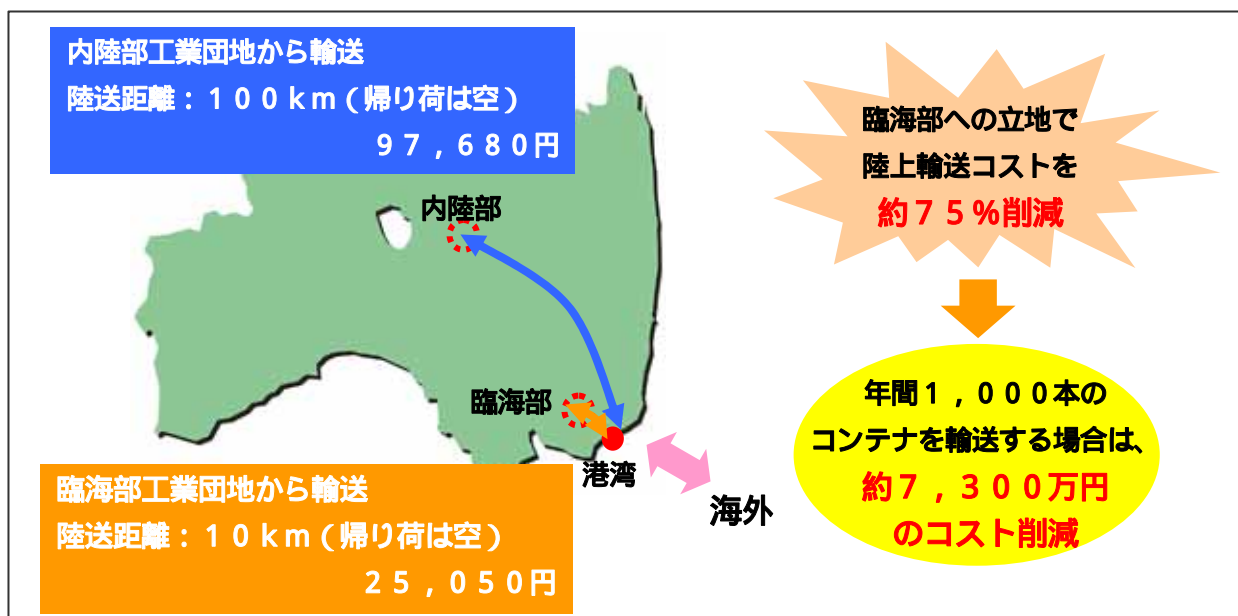 内陸部工業団地から輸送
陸送距離：１００ｋｍ（帰り荷は空）
９７，６８０円
内陸部
臨海部
港湾
海外
臨海部工業団地から輸送
陸送距離：１０ｋｍ（帰り荷は空）
２５，０５０円
臨海部への立地で
陸上輸送コストを
約７５％削減
年間１，０００本の
コンテナを輸送する場合は、
約７，３００万円
のコスト削減